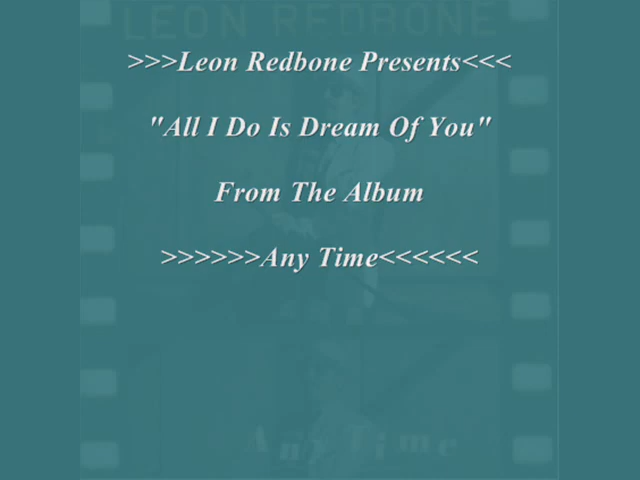 LEON REDBONE
>>>Leon Redbone Presents<<<
"All I Do Is Dream Of You"
From The Album
>>>>>>Any Time<<<<<<
Any Time